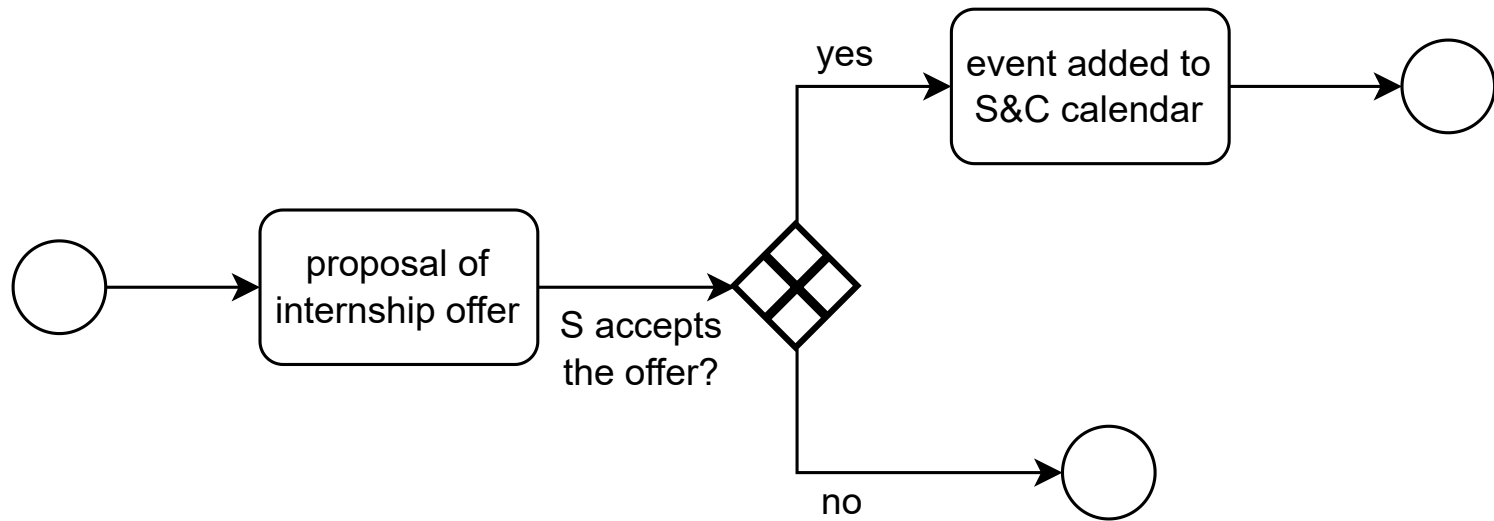 yes
event added to
S&C calendar
proposal of
internship offer
S accepts
the offer?
no